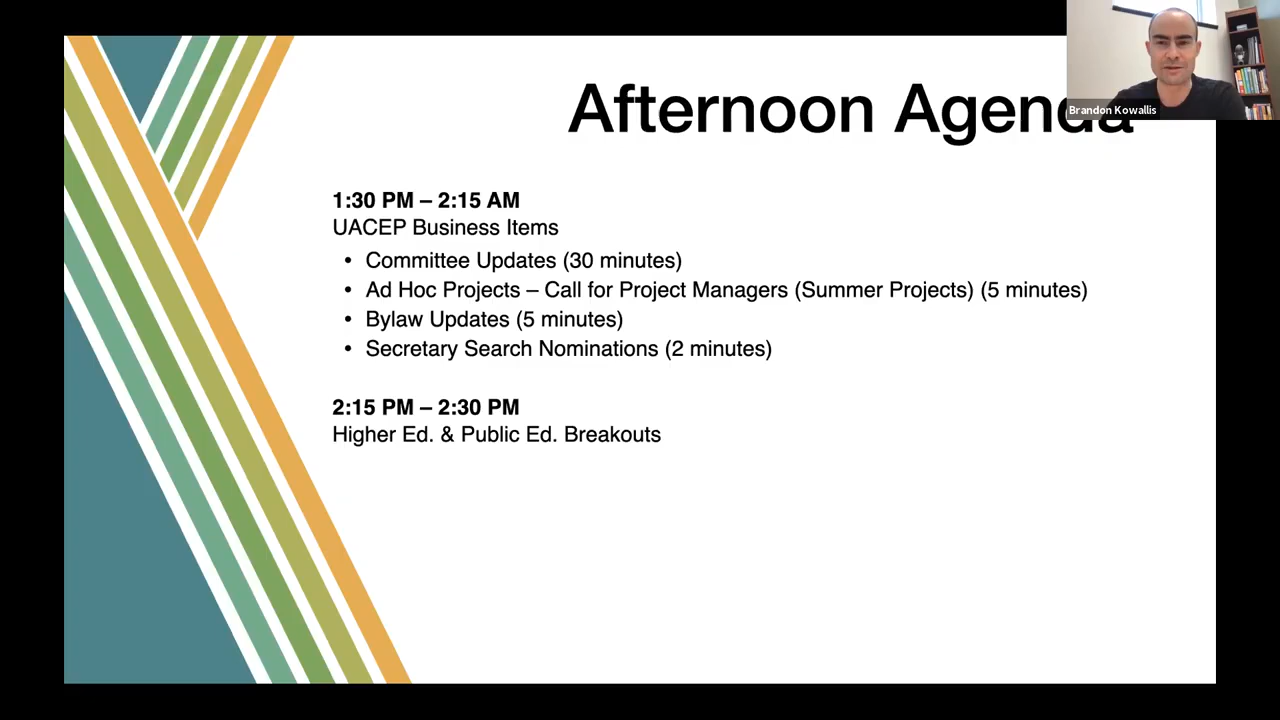 Afternoon Agenda
Brandon Kowallis
1:30 PM – 2:15 AM
UACEP Business Items
• Committee Updates (30 minutes)
• Ad Hoc Projects – Call for Project Managers (Summer Projects) (5 minutes)
• Bylaw Updates (5 minutes)
• Secretary Search Nominations (2 minutes)
2:15 PM – 2:30 PM
Higher Ed. & Public Ed. Breakouts